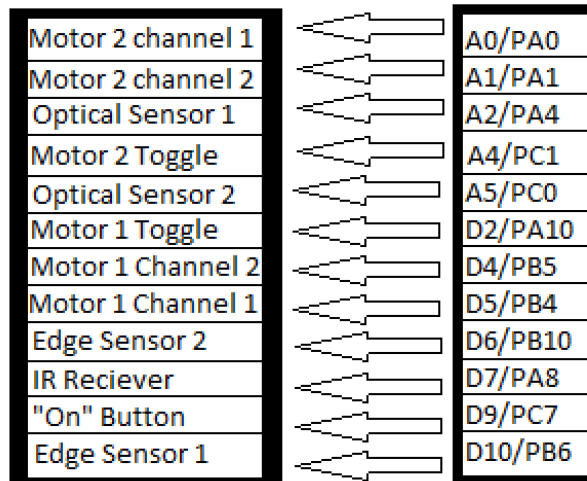 Motor 2 channel 1
Motor 2 channel 2
Optical Sensor 1
Motor 2 Toggle
Optical Sensor 2
Motor 1 Toggle
Motor 1 Channel 2
Motor 1 Channel 1
Edge Sensor 2
IR Reciever
"On" Button
Edge Sensor 1
A0/PA0
A1/PA1
A2/PA4
A4/PC1
A5/PC0
D2/PA10
D4/PB5
D5/PB4
D6/PB10
D7/PA8
D9/PC7
D10/PB6